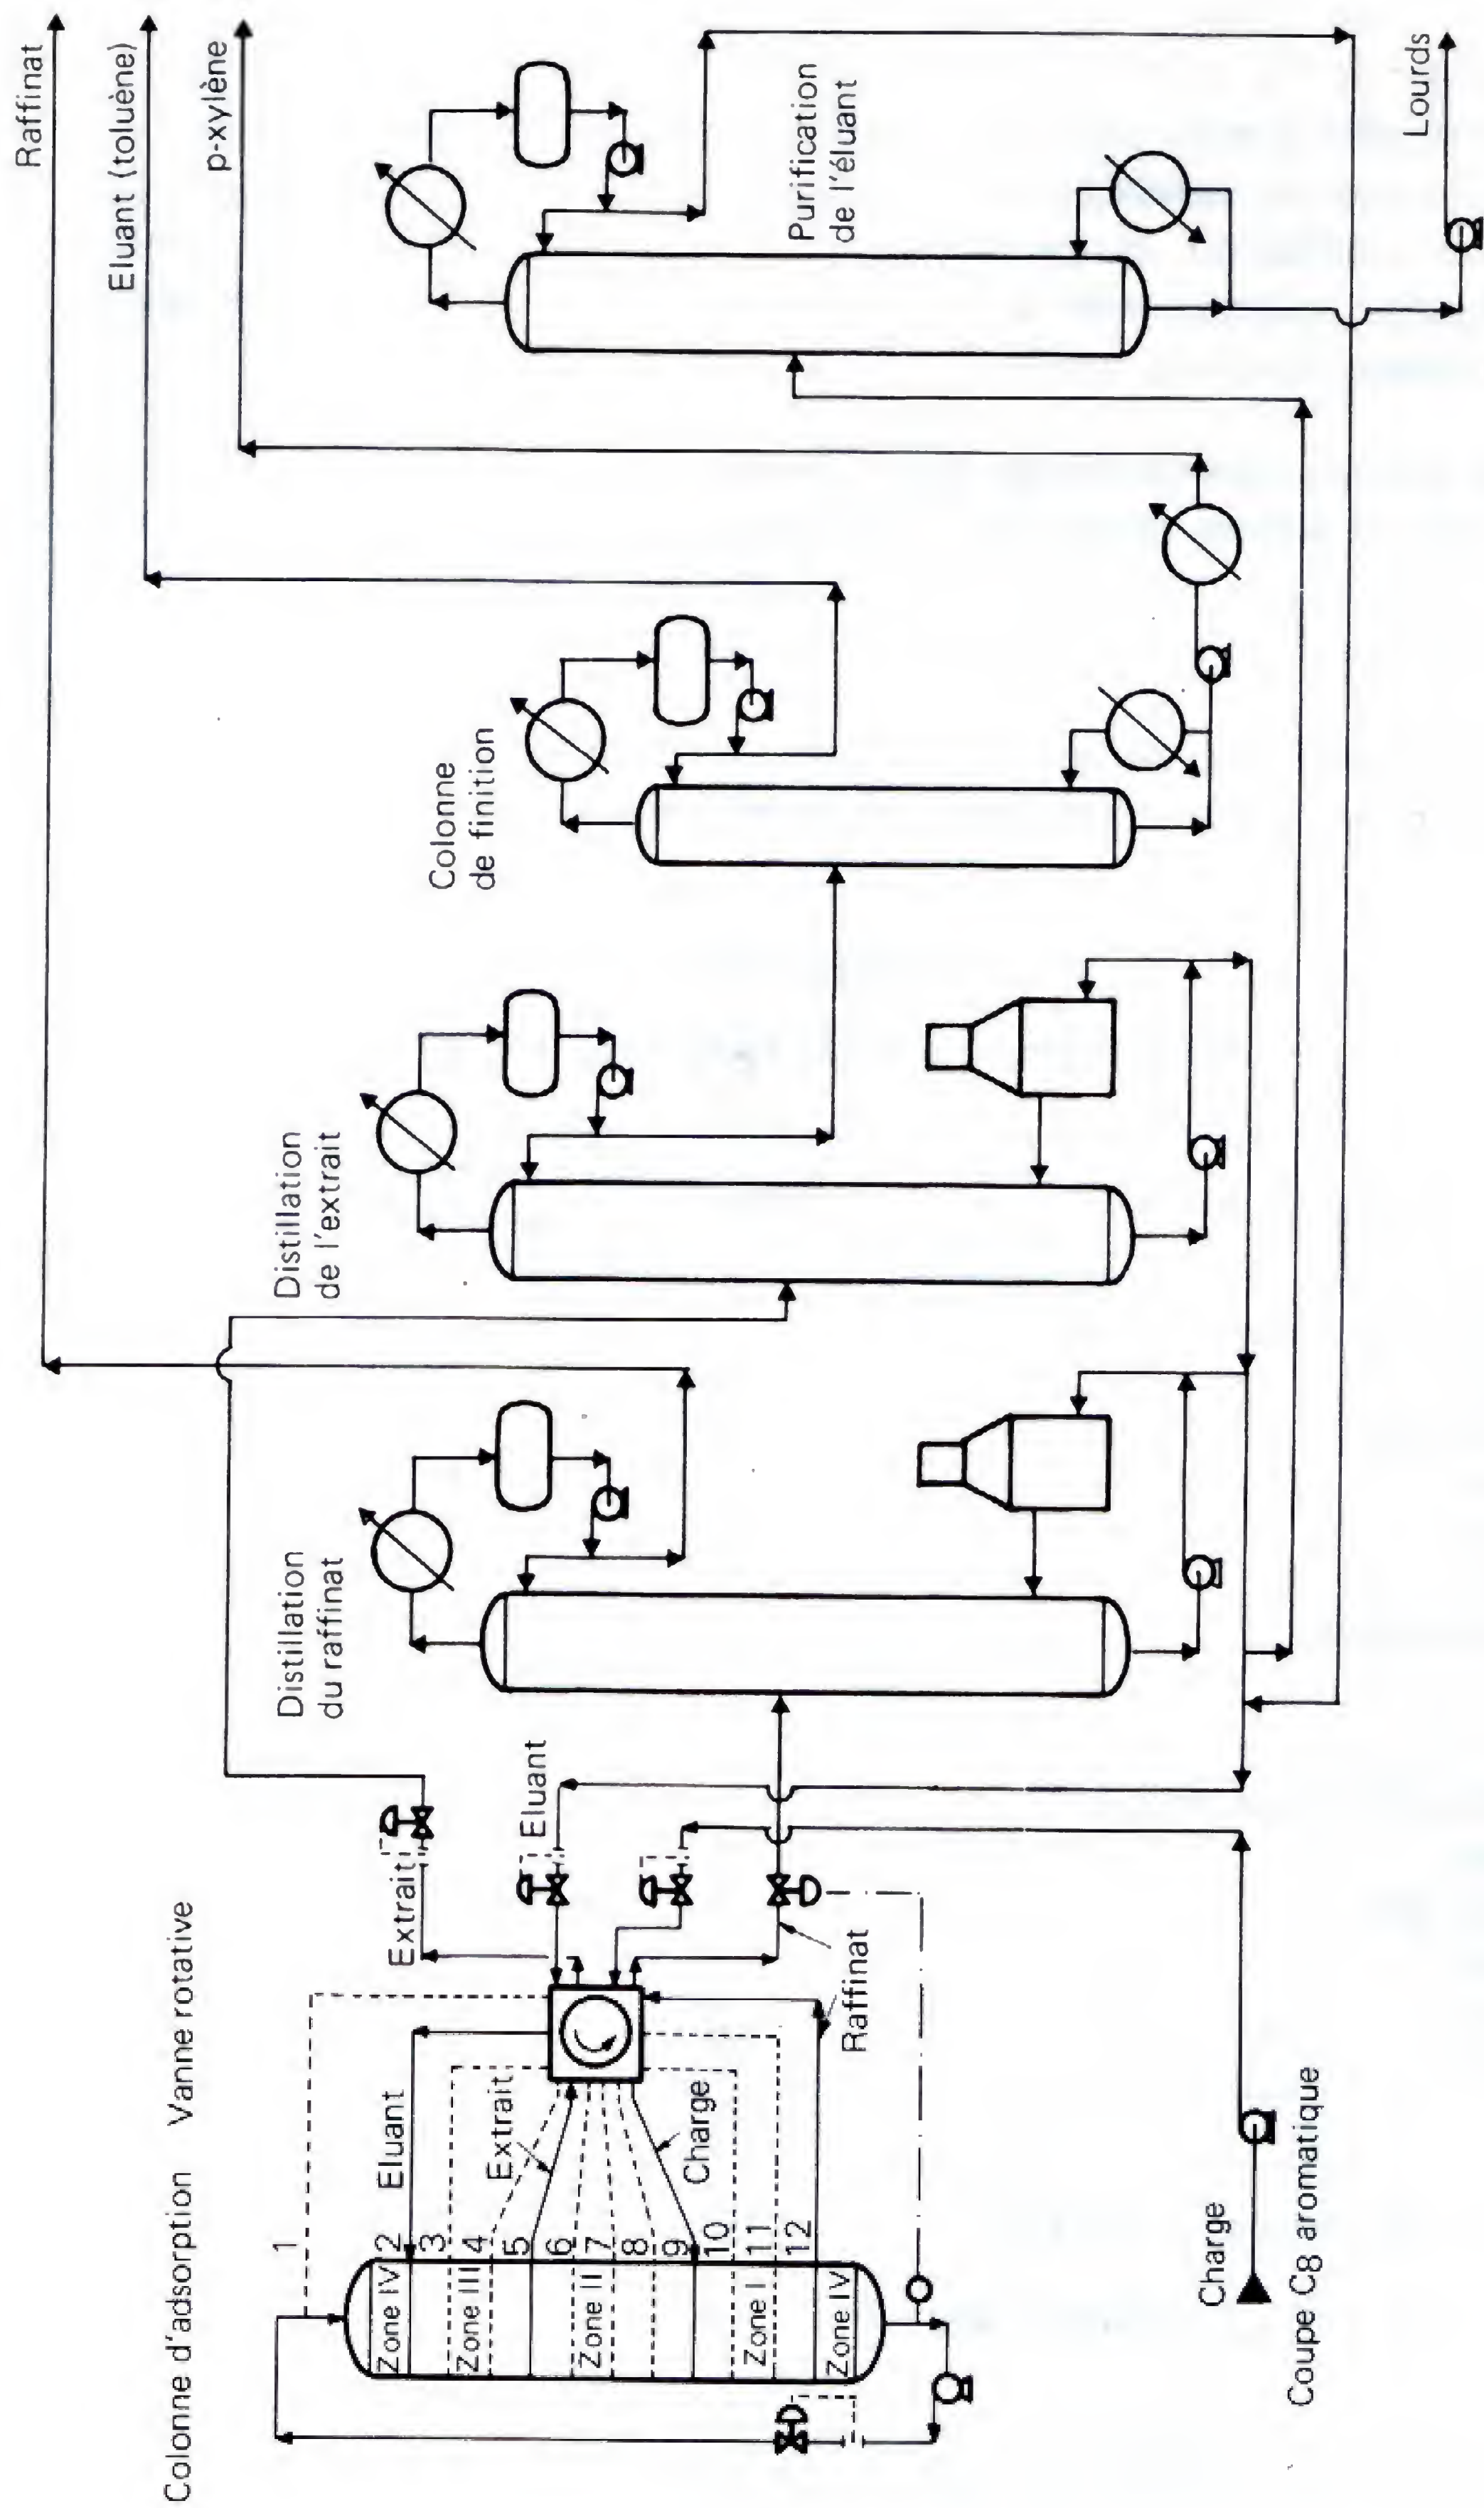 Colonne d'adsorption
Vanne rotative
1
2
3
4
5
6
7
8
9
10
11
12
Zone IV
Zone III
Zone II
Zone I
Zone IV
Eluant
Extrait
Charge
Raffinat
Extrait
Eluant
Charge
Coupe C8 aromatique
Distillation
du raffinat
Distillation
de l'extrait
Colonne
de finition
Purification
de l'éluant
Raffinat
Eluant (toluène)
p-xylène
Lourds